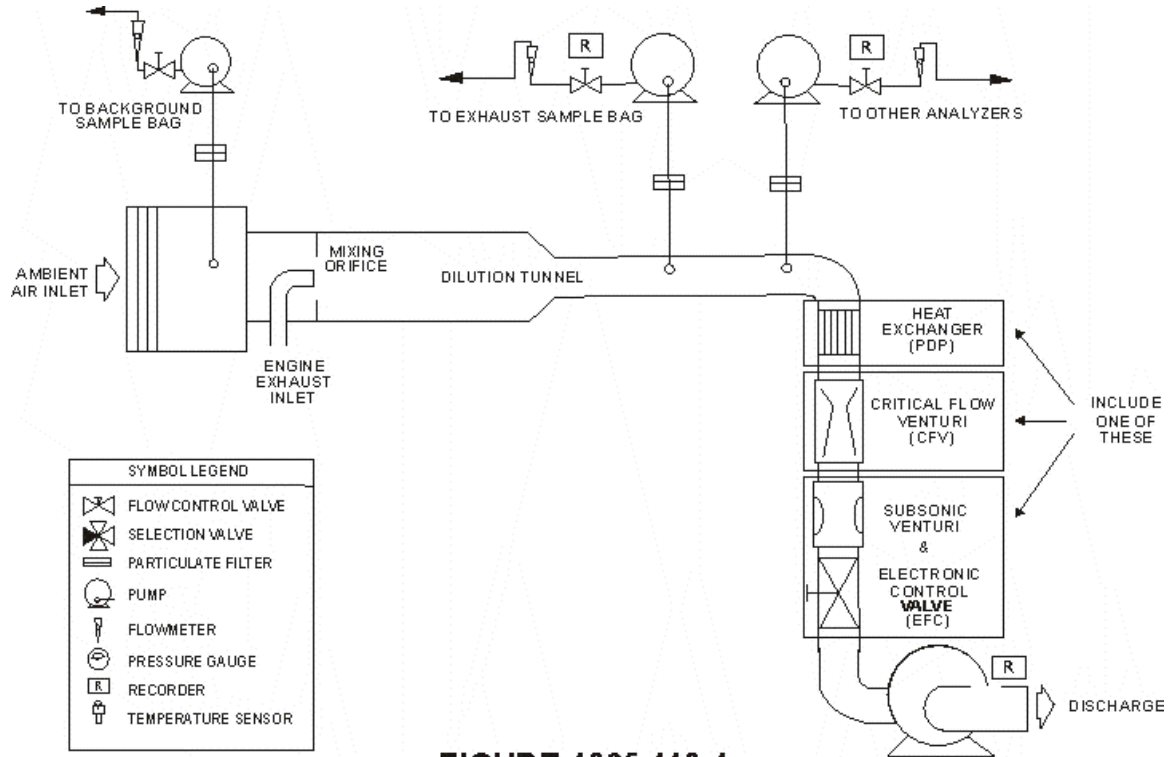 TO BACKGROUND
SAMPLE BAG
R
TO EXHAUST SAMPLE BAG
R
TO OTHER ANALYZERS
AMBIENT
AIR INLET
MIXING
ORIFICE
DILUTION TUNNEL
ENGINE
EXHAUST
INLET
HEAT
EXCHANGER
(PDP)
CRITICAL FLOW
VENTURI
(CFV)
INCLUDE
ONE OF
THESE
SUBSONIC
VENTURI
&
ELECTRONIC
CONTROL
VALVE
(EFC)
R
DISCHARGE
SYMBOL LEGEND
FLOW CONTROL VALVE
SELECTION VALVE
PARTICULATE FILTER
PUMP
FLOWMETER
PRESSURE GAUGE
R RECORDER
TEMPERATURE SENSOR